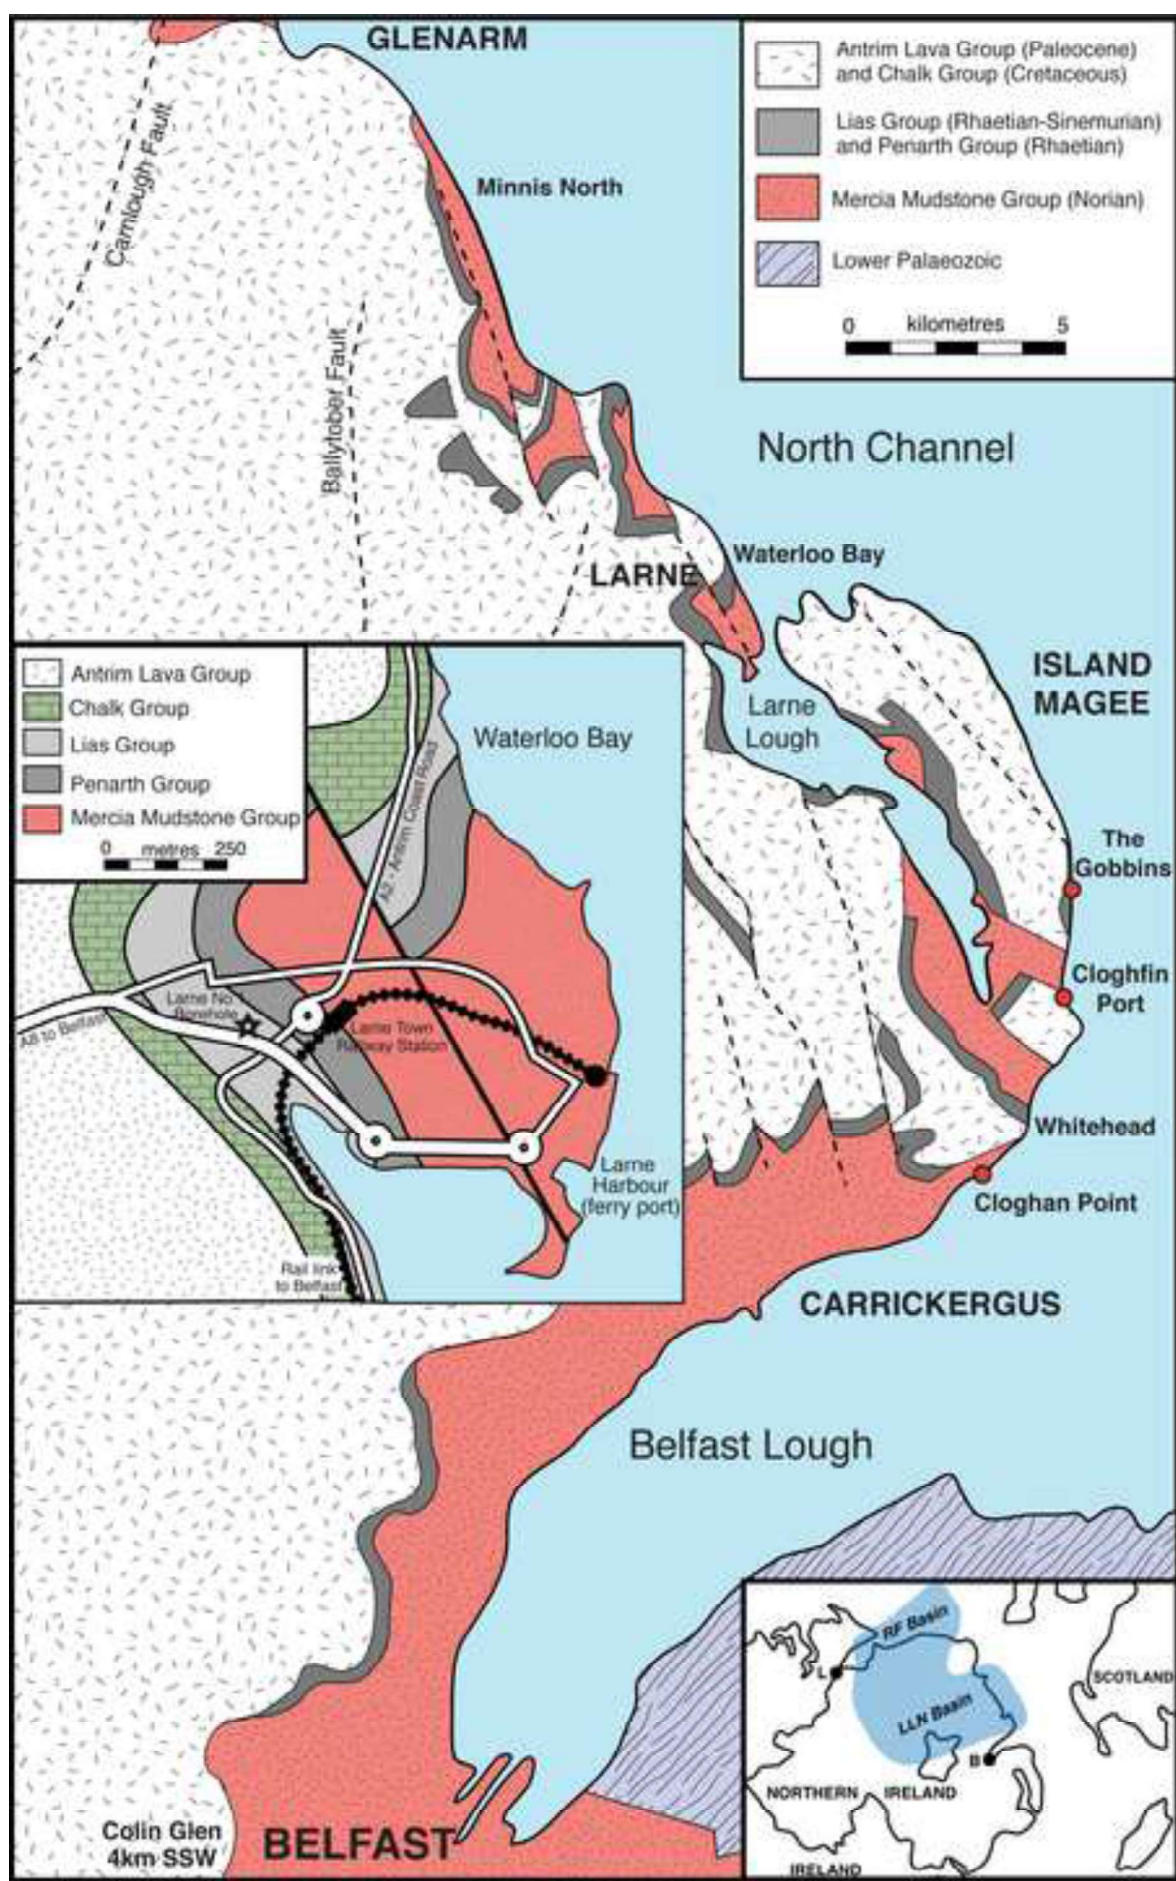 GLENARM
Antrim Lava Group (Paleocene)
and Chalk Group (Cretaceous)
Lias Group (Rhaetian-Sinemurian)
and Penarth Group (Rhaetian)
Mercia Mudstone Group (Norian)
Lower Palaeozoic
0 kilometres 5
Carnlough Fault
Minnis North
Ballytober Fault
North Channel
Waterloo Bay
LARNE
ISLAND
MAGEE
Larne
Lough
The
Gobbins
Cloghfin
Port
Whitehead
Cloghan Point
CARRICKERGUS
Belfast Lough
Colin Glen
4km SSW
BELFAST
Antrim Lava Group
Chalk Group
Lias Group
Penarth Group
Mercia Mudstone Group
0 metres 250
Waterloo Bay
A2 - Antrim Coast Road
A8 to Belfast
Larne No 1
Borehole
Larne Town
Railway Station
Larne
Harbour
(ferry port)
Rail link
to Belfast
RF Basin
L
SCOTLAND
LLN Basin
B
NORTHERN IRELAND
IRELAND